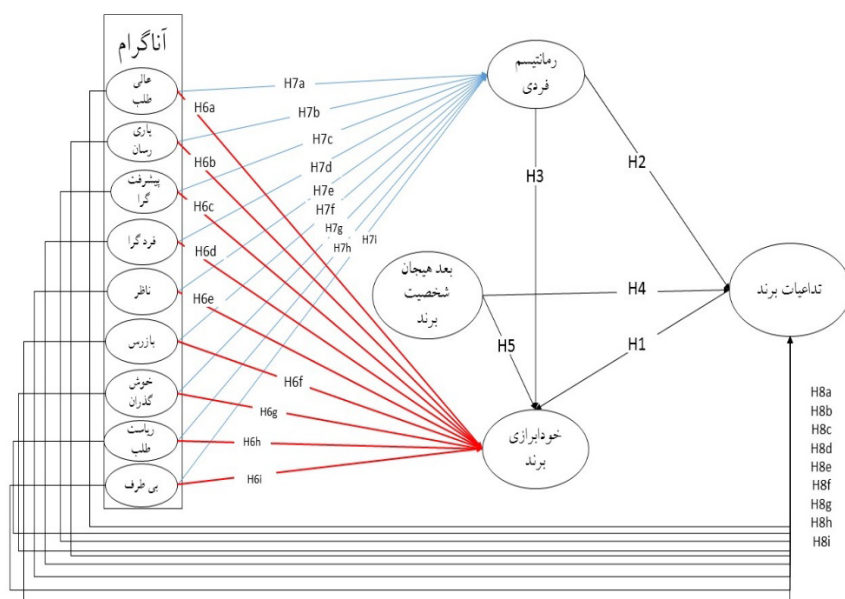 آناگرام
عالی
طلب
یاری
رسان
پیشرفت
گرا
فرد گرا
ناظر
بازرس
خوش
گذران
ریاست
طلب
بی طرف
H7a
H6a
H7b
H6b
H7c
H6c
H7d
H6d
H7e
H7f
H7g
H7h
H7i
H6e
H6f
H6g
H6h
H6i
رمانتیسم
فردی
H3
H2
بعد هیجان
شخصیت
برند
H4
H5
H1
تداعیات برند
خودابرازی
برند
H8a
H8b
H8c
H8d
H8e
H8f
H8g
H8h
H8i